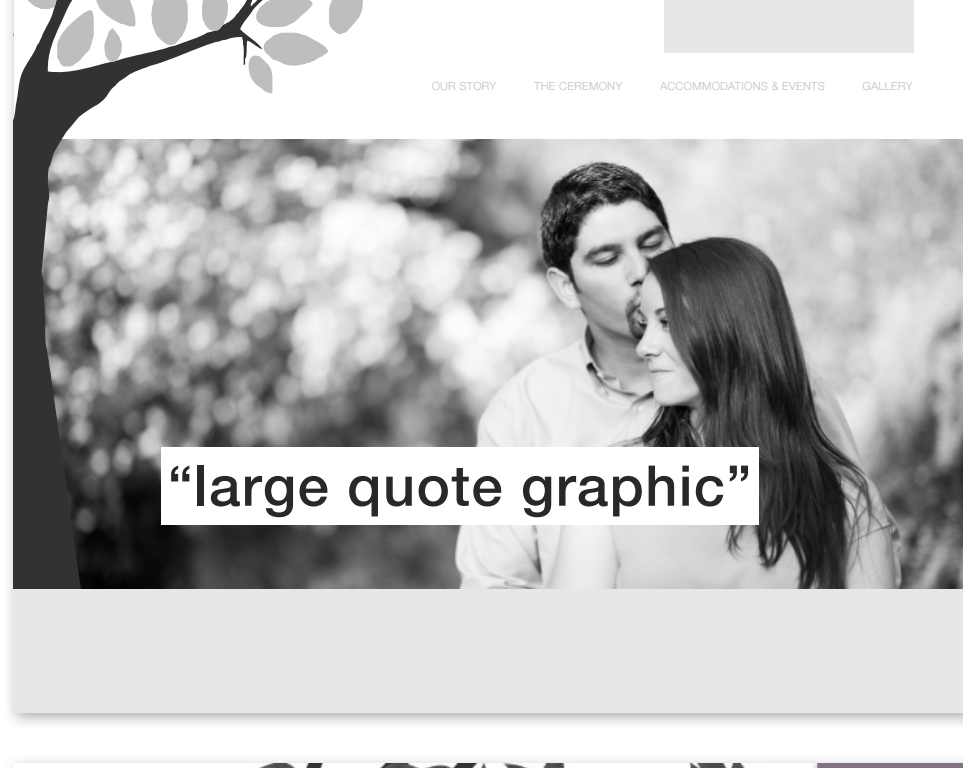 OUR STORY THE CEREMONY ACCOMMODATIONS & EVENTS GALLERY
“large quote graphic”